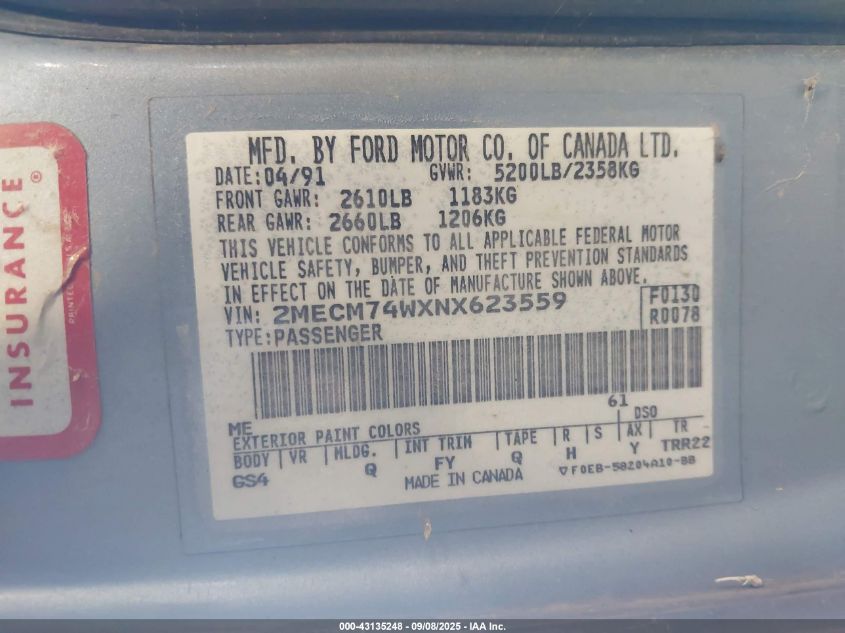 INSURANCE ®
MFD. BY FORD MOTOR CO. OF CANADA LTD.
DATE: 04/91 GVWR: 5200LB/2358KG
FRONT GAWR: 2610LB 1183KG
REAR GAWR: 2660LB 1206KG
THIS VEHICLE CONFORMS TO ALL APPLICABLE FEDERAL MOTOR
VEHICLE SAFETY, BUMPER, AND THEFT PREVENTION STANDARDS
IN EFFECT ON THE DATE OF MANUFACTURE SHOWN ABOVE.
VIN: 2MECM74WXNX623559 F0130
R0078
TYPE: PASSENGER
61
ME DSO
EXTERIOR PAINT COLORS
BODY VR MLDG. INT TRIM TAPE R S AX TR
GS4 Q FY Q H Y TRR22
MADE IN CANADA ▽F0EB-58204A10-BB
000-43135248 - 09/08/2025 - IAA Inc.